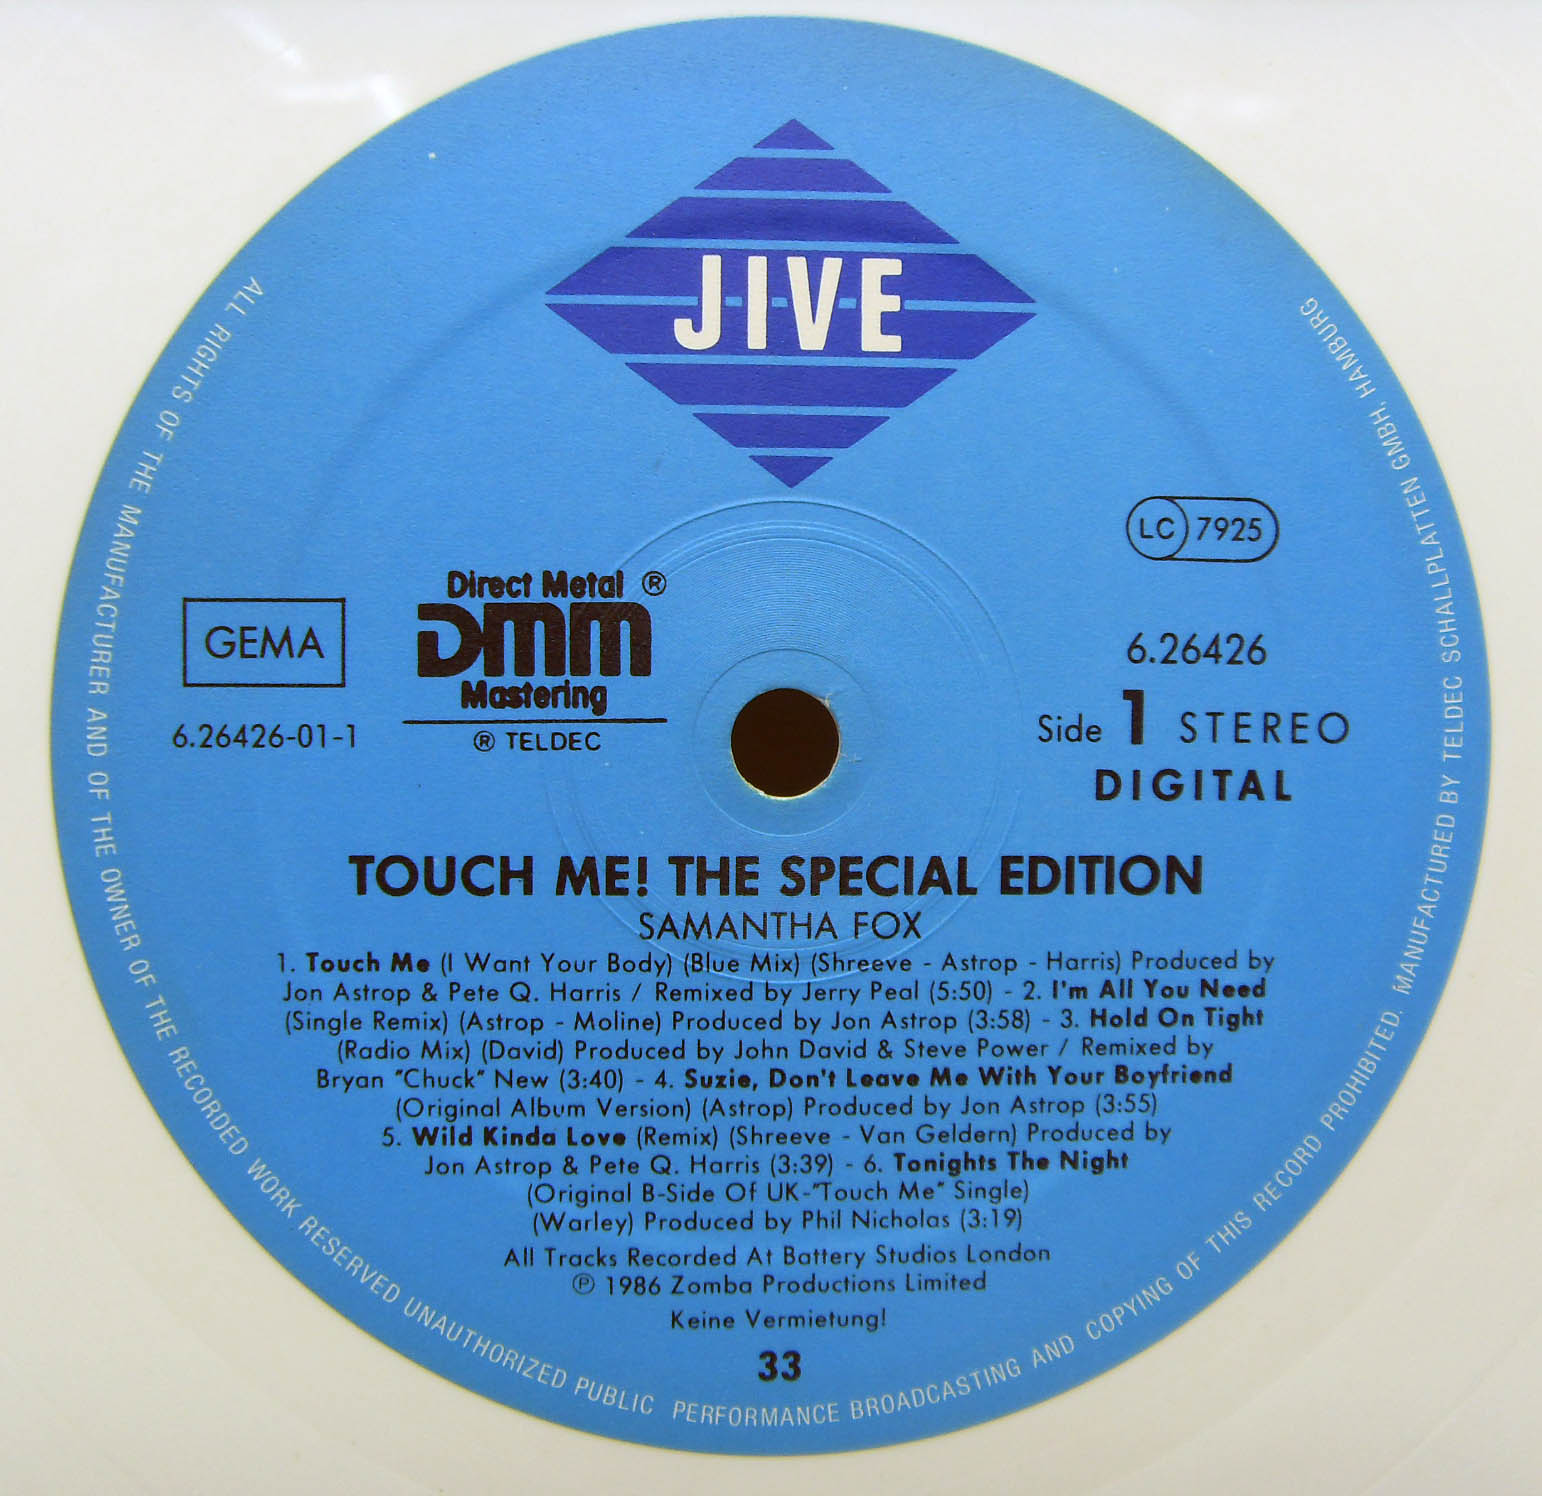 JIVE
LC 7925
Direct Metal ®
DMM
Mastering
® TELDEC
GEMA
6.26426-01-1
6.26426
Side 1 STEREO
DIGITAL
TOUCH ME! THE SPECIAL EDITION
SAMANTHA FOX
1. Touch Me (I Want Your Body) (Blue Mix) (Shreeve - Astrop - Harris) Produced by
Jon Astrop & Pete Q. Harris / Remixed by Jerry Peal (5:50) - 2. I'm All You Need
(Single Remix) (Astrop - Moline) Produced by Jon Astrop (3:58) - 3. Hold On Tight
(Radio Mix) (David) Produced by John David & Steve Power / Remixed by
Bryan "Chuck" New (3:40) - 4. Suzie, Don't Leave Me With Your Boyfriend
(Original Album Version) (Astrop) Produced by Jon Astrop (3:55)
5. Wild Kinda Love (Remix) (Shreeve - Van Geldern) Produced by
Jon Astrop & Pete Q. Harris (3:39) - 6. Tonights The Night
(Original B-Side Of UK-"Touch Me" Single)
(Warley) Produced by Phil Nicholas (3:19)
All Tracks Recorded At Battery Studios London
℗ 1986 Zomba Productions Limited
Keine Vermietung!
33
ALL RIGHTS OF THE MANUFACTURER AND OF THE OWNER OF THE RECORDED WORK RESERVED UNAUTHORIZED PUBLIC PERFORMANCE BROADCASTING AND COPYING OF THIS RECORD PROHIBITED. MANUFACTURED BY TELDEC SCHALLPLATTEN GMBH, HAMBURG